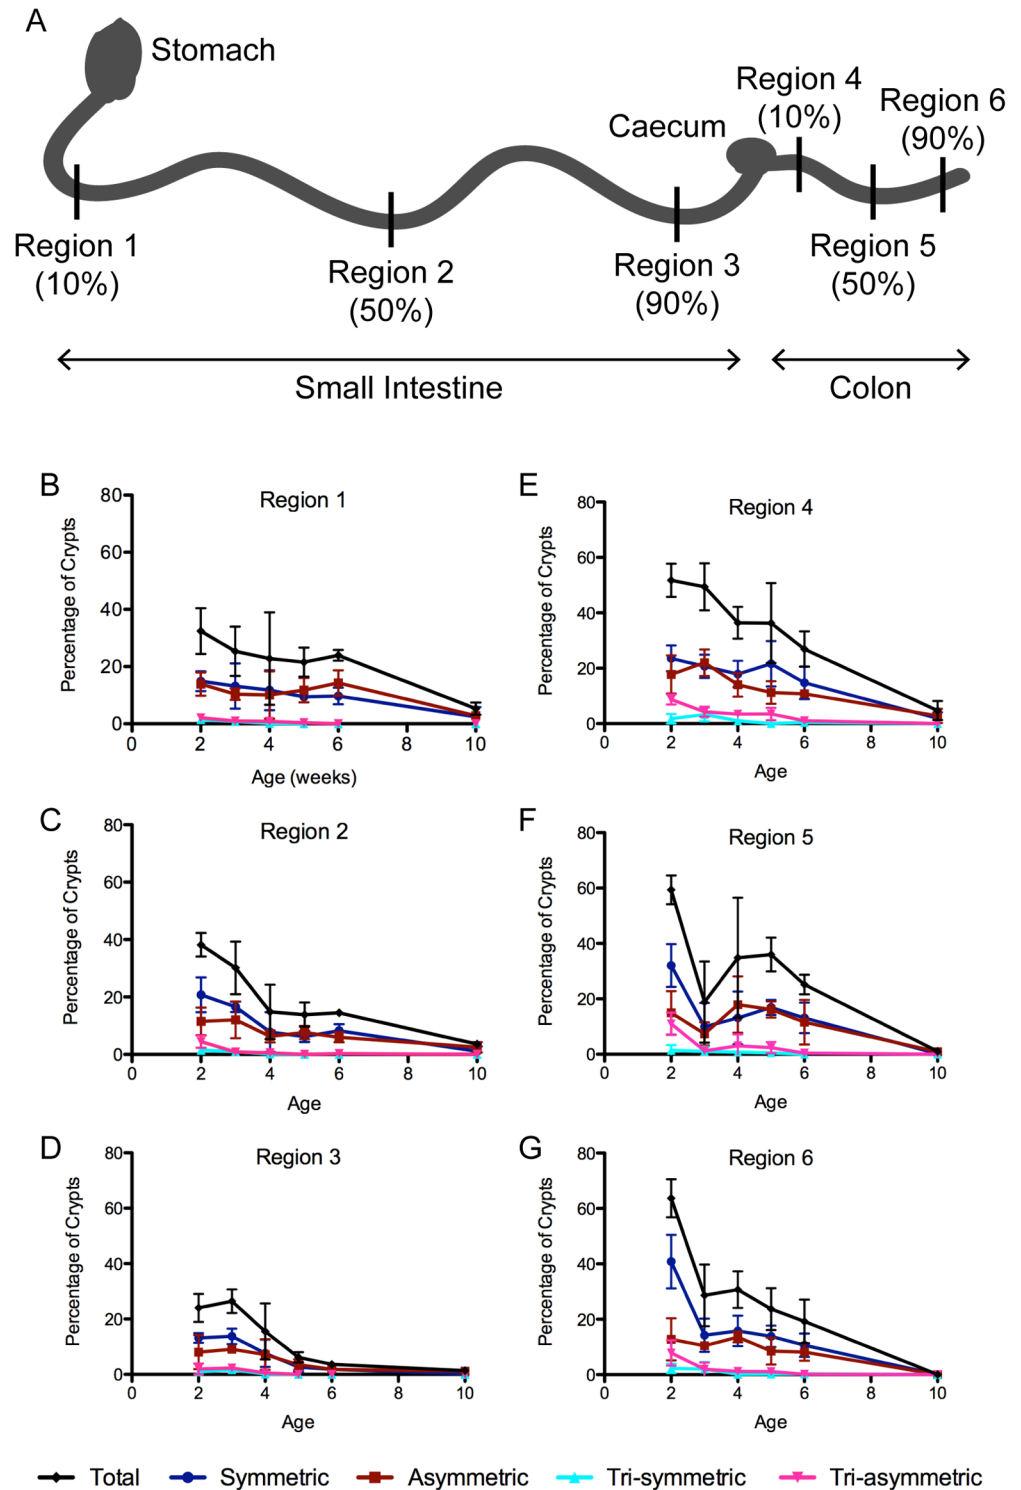 A
Stomach
Caecum
Region 4
(10%)
Region 6
(90%)
Region 1
(10%)
Region 2
(50%)
Region 3
(90%)
Region 5
(50%)
Small Intestine
Colon
B
Region 1
Percentage of Crypts
80
60
40
20
0
0 2 4 6 8 10
Age (weeks)
E
Region 4
Percentage of Crypts
80
60
40
20
0
0 2 4 6 8 10
Age
C
Region 2
Percentage of Crypts
80
60
40
20
0
0 2 4 6 8 10
Age
F
Region 5
Percentage of Crypts
80
60
40
20
0
0 2 4 6 8 10
Age
D
Region 3
Percentage of Crypts
80
60
40
20
0
0 2 4 6 8 10
Age
G
Region 6
Percentage of Crypts
80
60
40
20
0
0 2 4 6 8 10
Age
Total Symmetric Asymmetric Tri-symmetric Tri-asymmetric